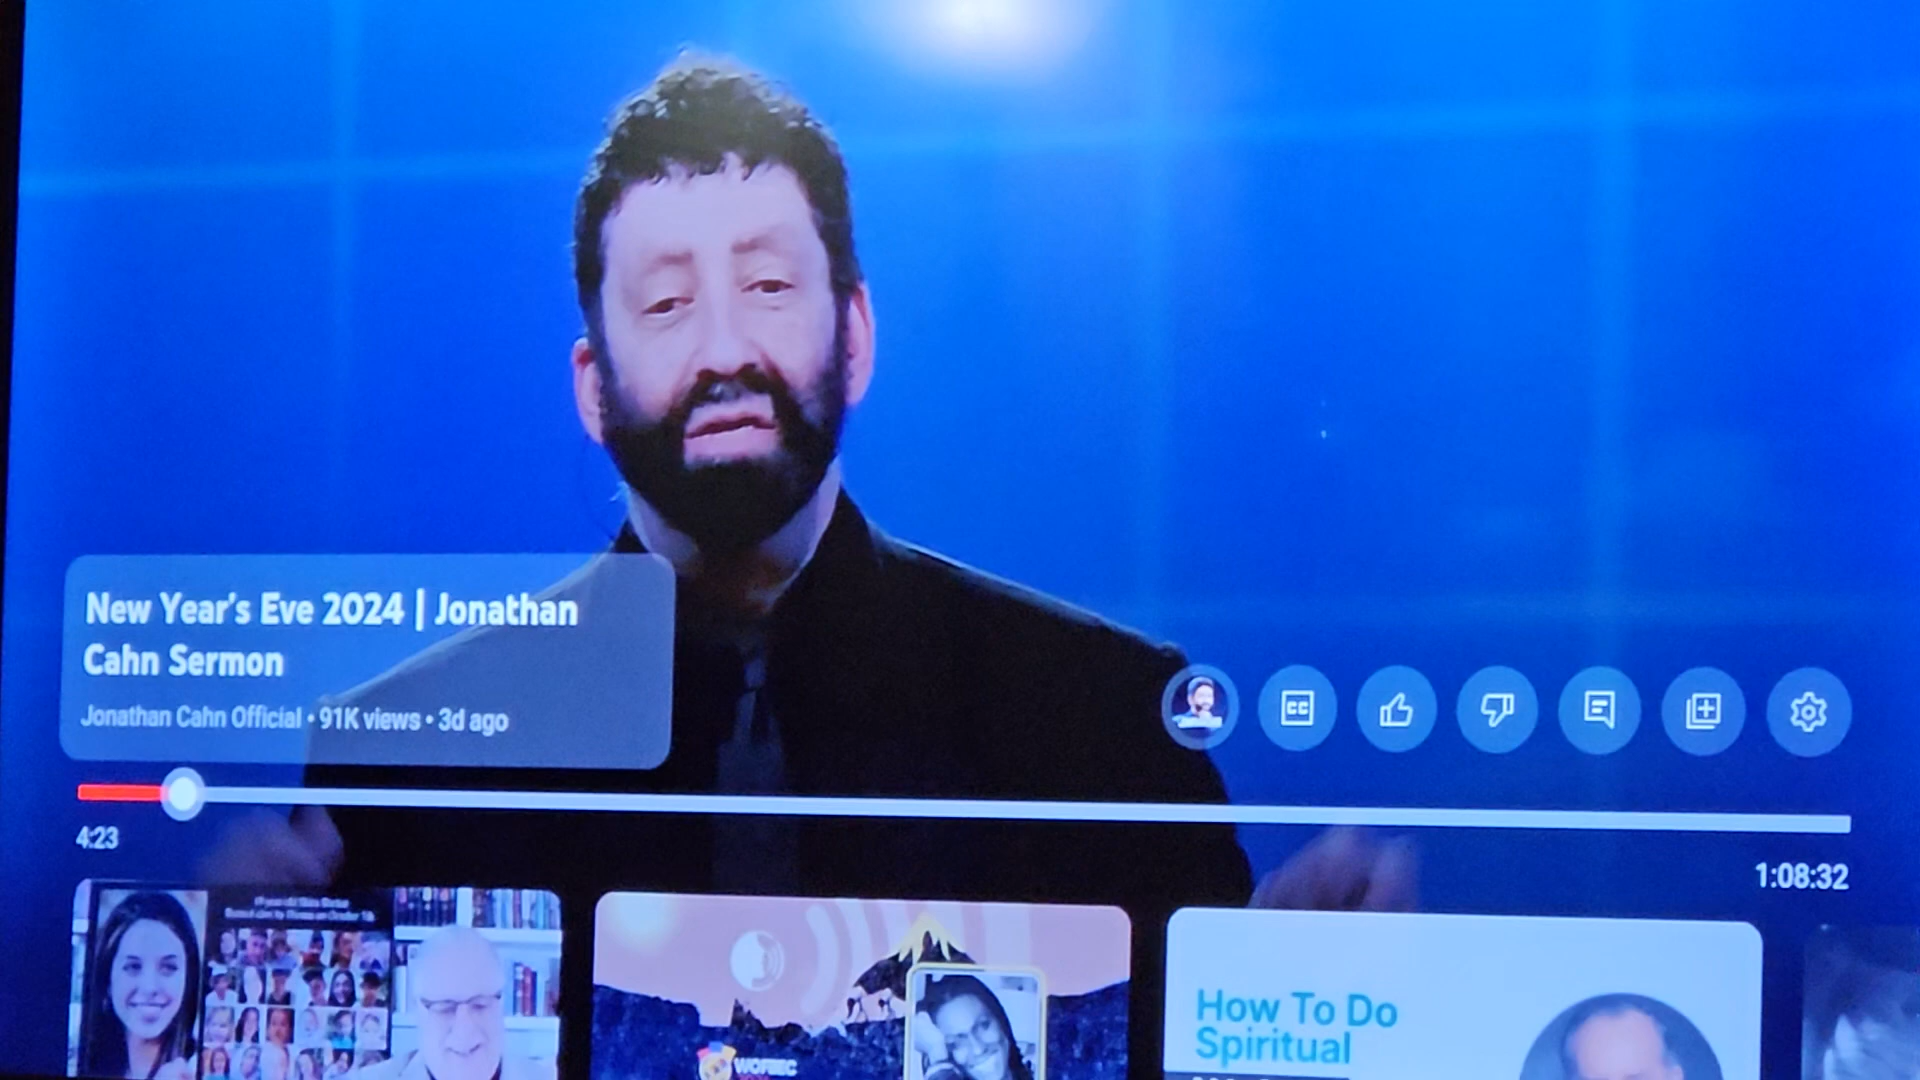 New Year's Eve 2024 | Jonathan
Cahn Sermon
Jonathan Cahn Official • 91K views • 3d ago
CC
4:23
1:08:32
How To Do
Spiritual